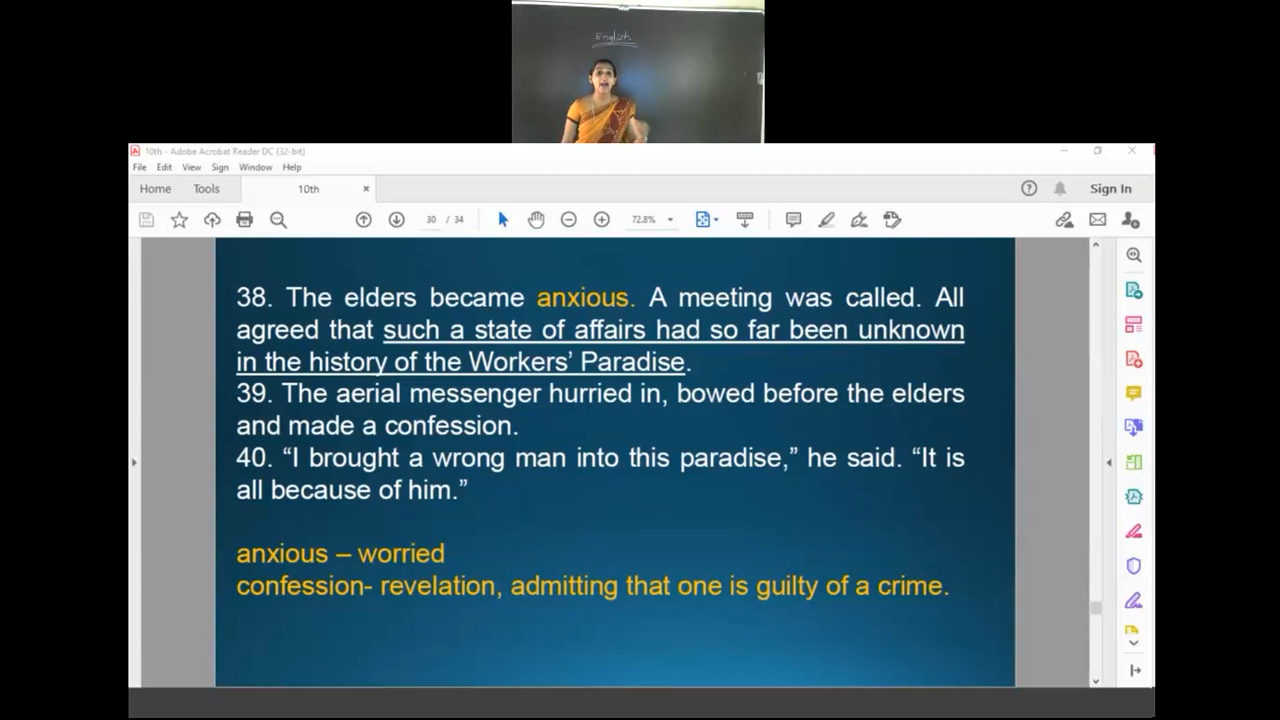 English
10th - Adobe Acrobat Reader DC (32-bit)
File Edit View Sign Window Help
Home Tools 10th × Sign In
30 / 34 72.8%
38. The elders became anxious. A meeting was called. All
agreed that such a state of affairs had so far been unknown
in the history of the Workers’ Paradise.
39. The aerial messenger hurried in, bowed before the elders
and made a confession.
40. “I brought a wrong man into this paradise,” he said. “It is
all because of him.”
anxious – worried
confession- revelation, admitting that one is guilty of a crime.